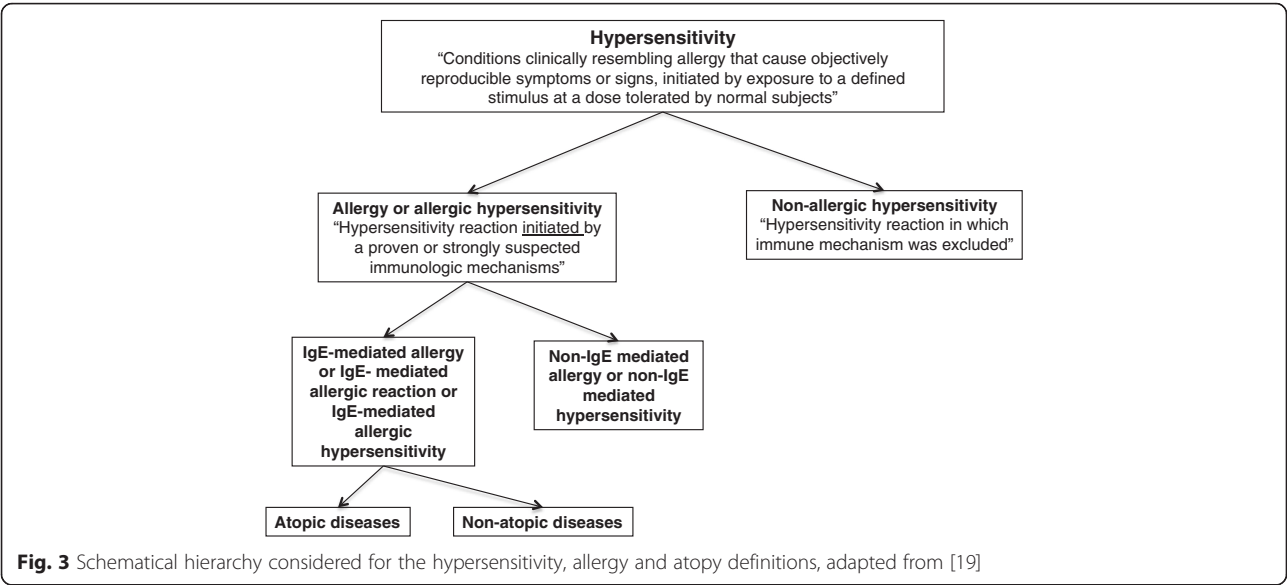 Hypersensitivity
“Conditions clinically resembling allergy that cause objectively
reproducible symptoms or signs, initiated by exposure to a defined
stimulus at a dose tolerated by normal subjects”
Allergy or allergic hypersensitivity
“Hypersensitivity reaction initiated by
a proven or strongly suspected
immunologic mechanisms”
Non-allergic hypersensitivity
“Hypersensitivity reaction in which
immune mechanism was excluded”
IgE-mediated allergy
or IgE- mediated
allergic reaction or
IgE-mediated
allergic
hypersensitivity
Non-IgE mediated
allergy or non-IgE
mediated
hypersensitivity
Atopic diseases
Non-atopic diseases
Fig. 3 Schematical hierarchy considered for the hypersensitivity, allergy and atopy definitions, adapted from [19]